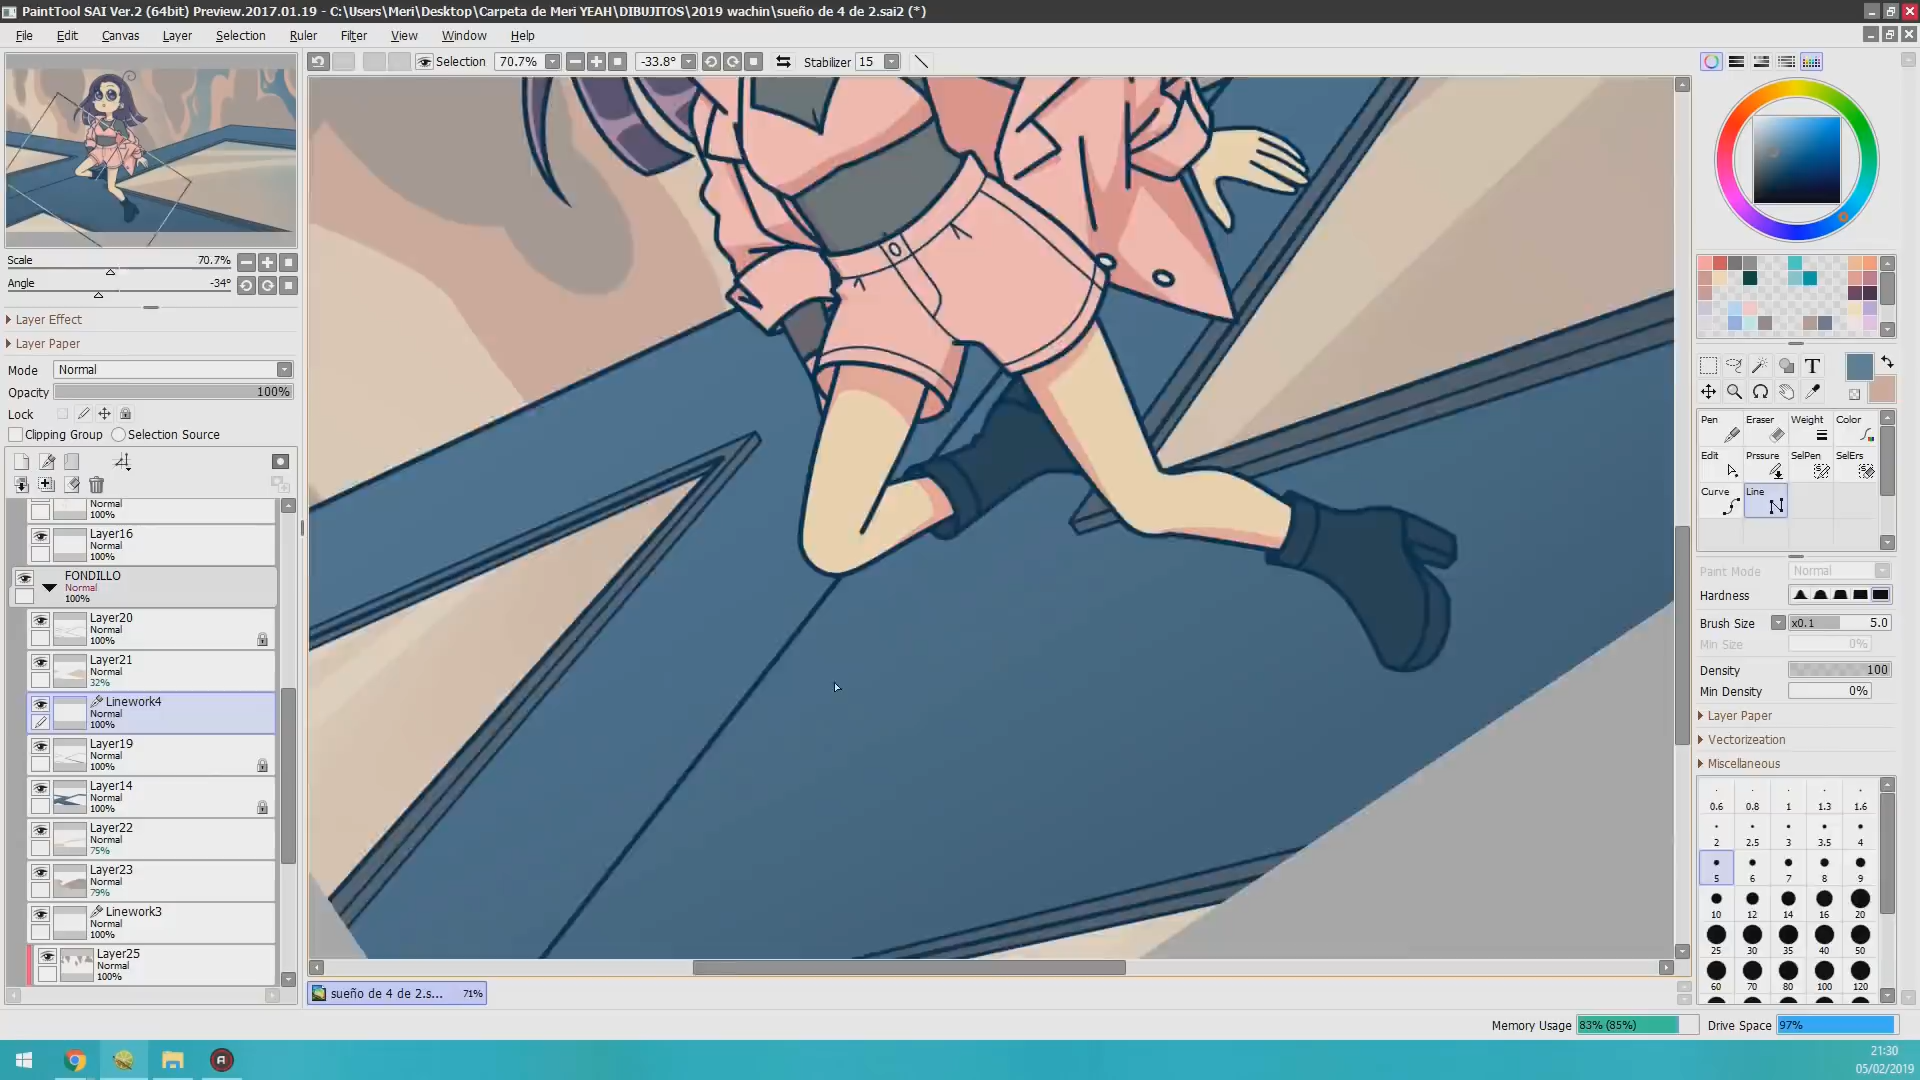 PaintTool SAI Ver.2 (64bit) Preview.2017.01.19 - C:\Users\Meri\Desktop\Carpeta de Meri YEAH\DIBUJITOS\2019 wachin\sueño de 4 de 2.sai2 (*)
File Edit Canvas Layer Selection Ruler Filter View Window Help
Selection 70.7% -33.8° Stabilizer 15
Scale 70.7%
Angle -34°
Layer Effect
Layer Paper
Mode Normal
Opacity 100%
Lock
Clipping Group Selection Source
Normal
100%
Layer16
Normal
100%
FONDILLO
Normal
100%
Layer20
Normal
100%
Layer21
Normal
32%
Linework4
Normal
100%
Layer19
Normal
100%
Layer14
Normal
100%
Layer22
Normal
75%
Layer23
Normal
79%
Linework3
Normal
100%
Layer25
Normal
100%
sueño de 4 de 2.s... 71%
T
Pen Eraser Weight Color
Edit Prssure SelPen SelErs
Curve Line
Paint Mode Normal
Hardness
Brush Size x0.1 5.0
Min Size 0%
Density 100
Min Density 0%
Layer Paper
Vectorizeation
Miscellaneous
0.6 0.8 1 1.3 1.6
2 2.5 3 3.5 4
5 6 7 8 9
10 12 14 16 20
25 30 35 40 50
60 70 80 100 120
Memory Usage 83% (85%) Drive Space 97%
21:30
05/02/2019